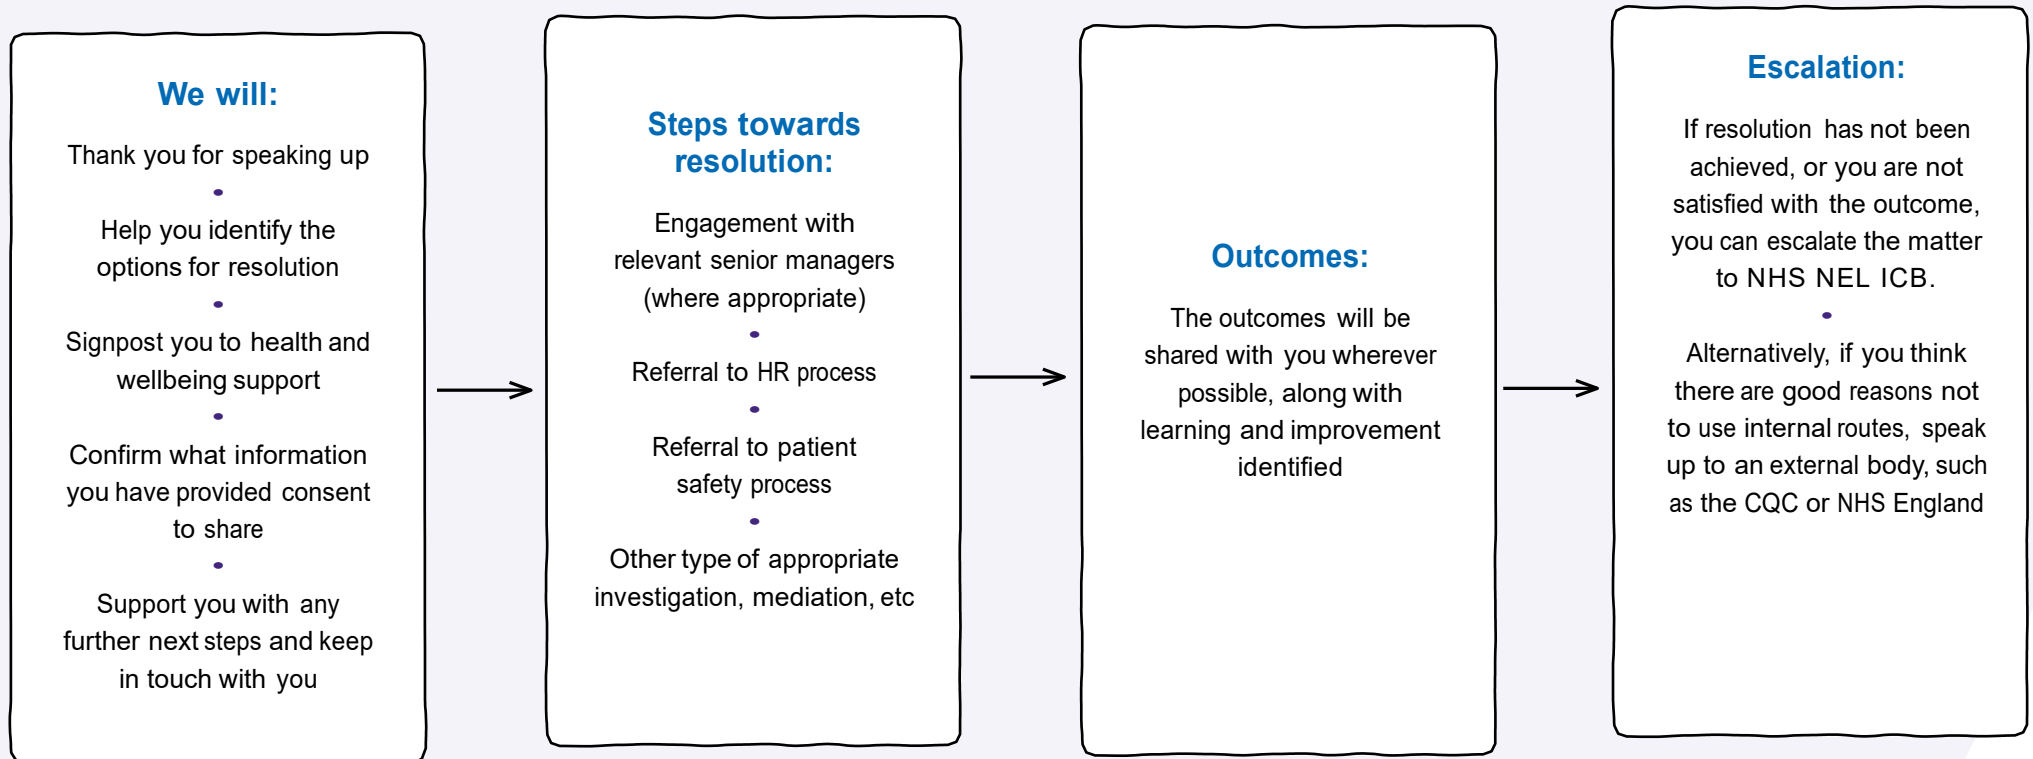 We will:
Thank you for speaking up
•
Help you identify the
options for resolution
•
Signpost you to health and
wellbeing support
•
Confirm what information
you have provided consent
to share
•
Support you with any
further next steps and keep
in touch with you
Steps towards
resolution:
Engagement with
relevant senior managers
(where appropriate)
•
Referral to HR process
•
Referral to patient
safety process
•
Other type of appropriate
investigation, mediation, etc
Outcomes:
The outcomes will be
shared with you wherever
possible, along with
learning and improvement
identified
Escalation:
If resolution has not been
achieved, or you are not
satisfied with the outcome,
you can escalate the matter
to NHS NEL ICB.
•
Alternatively, if you think
there are good reasons not
to use internal routes, speak
up to an external body, such
as the CQC or NHS England